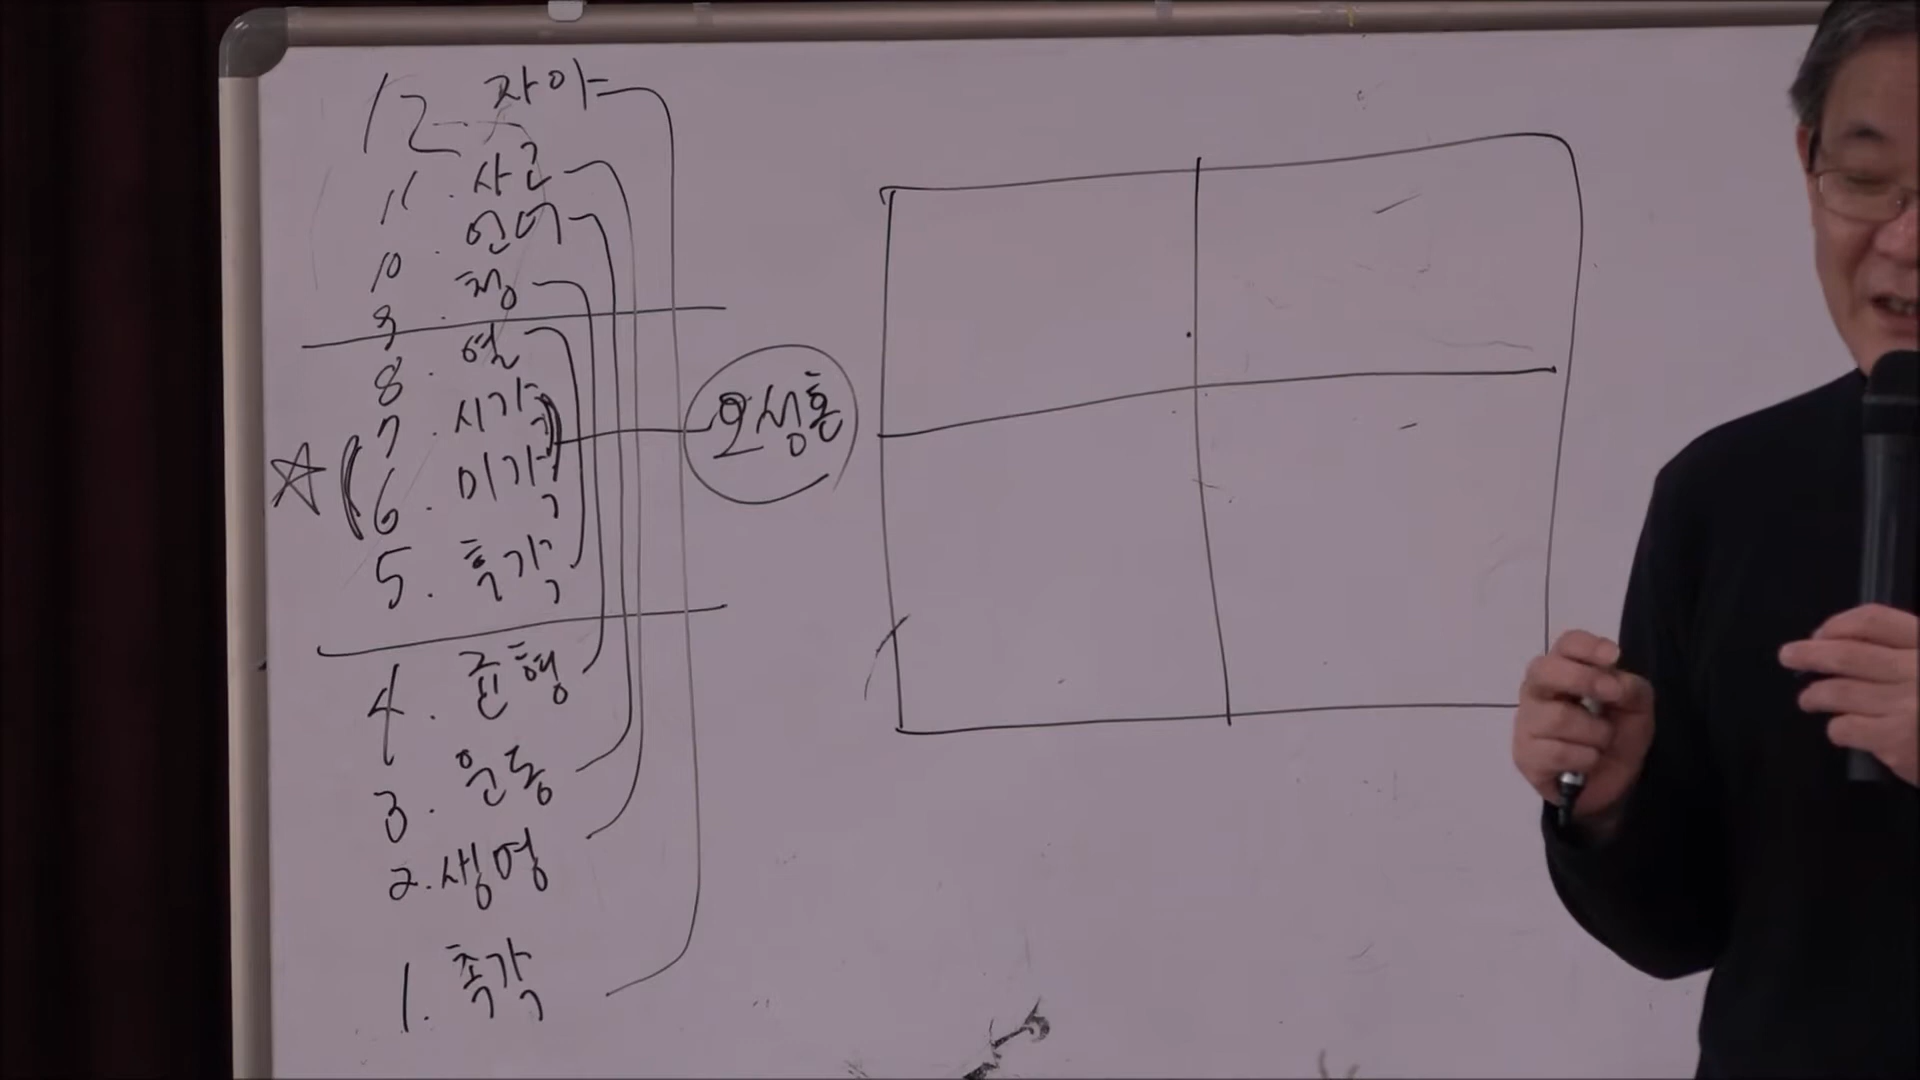 12 자아
11. 사고
10. 언어
9. 청
8. 열
7. 시각
6. 미각
5. 후각
4. 균형
3. 운동
2. 생명
1. 촉각
오성혼